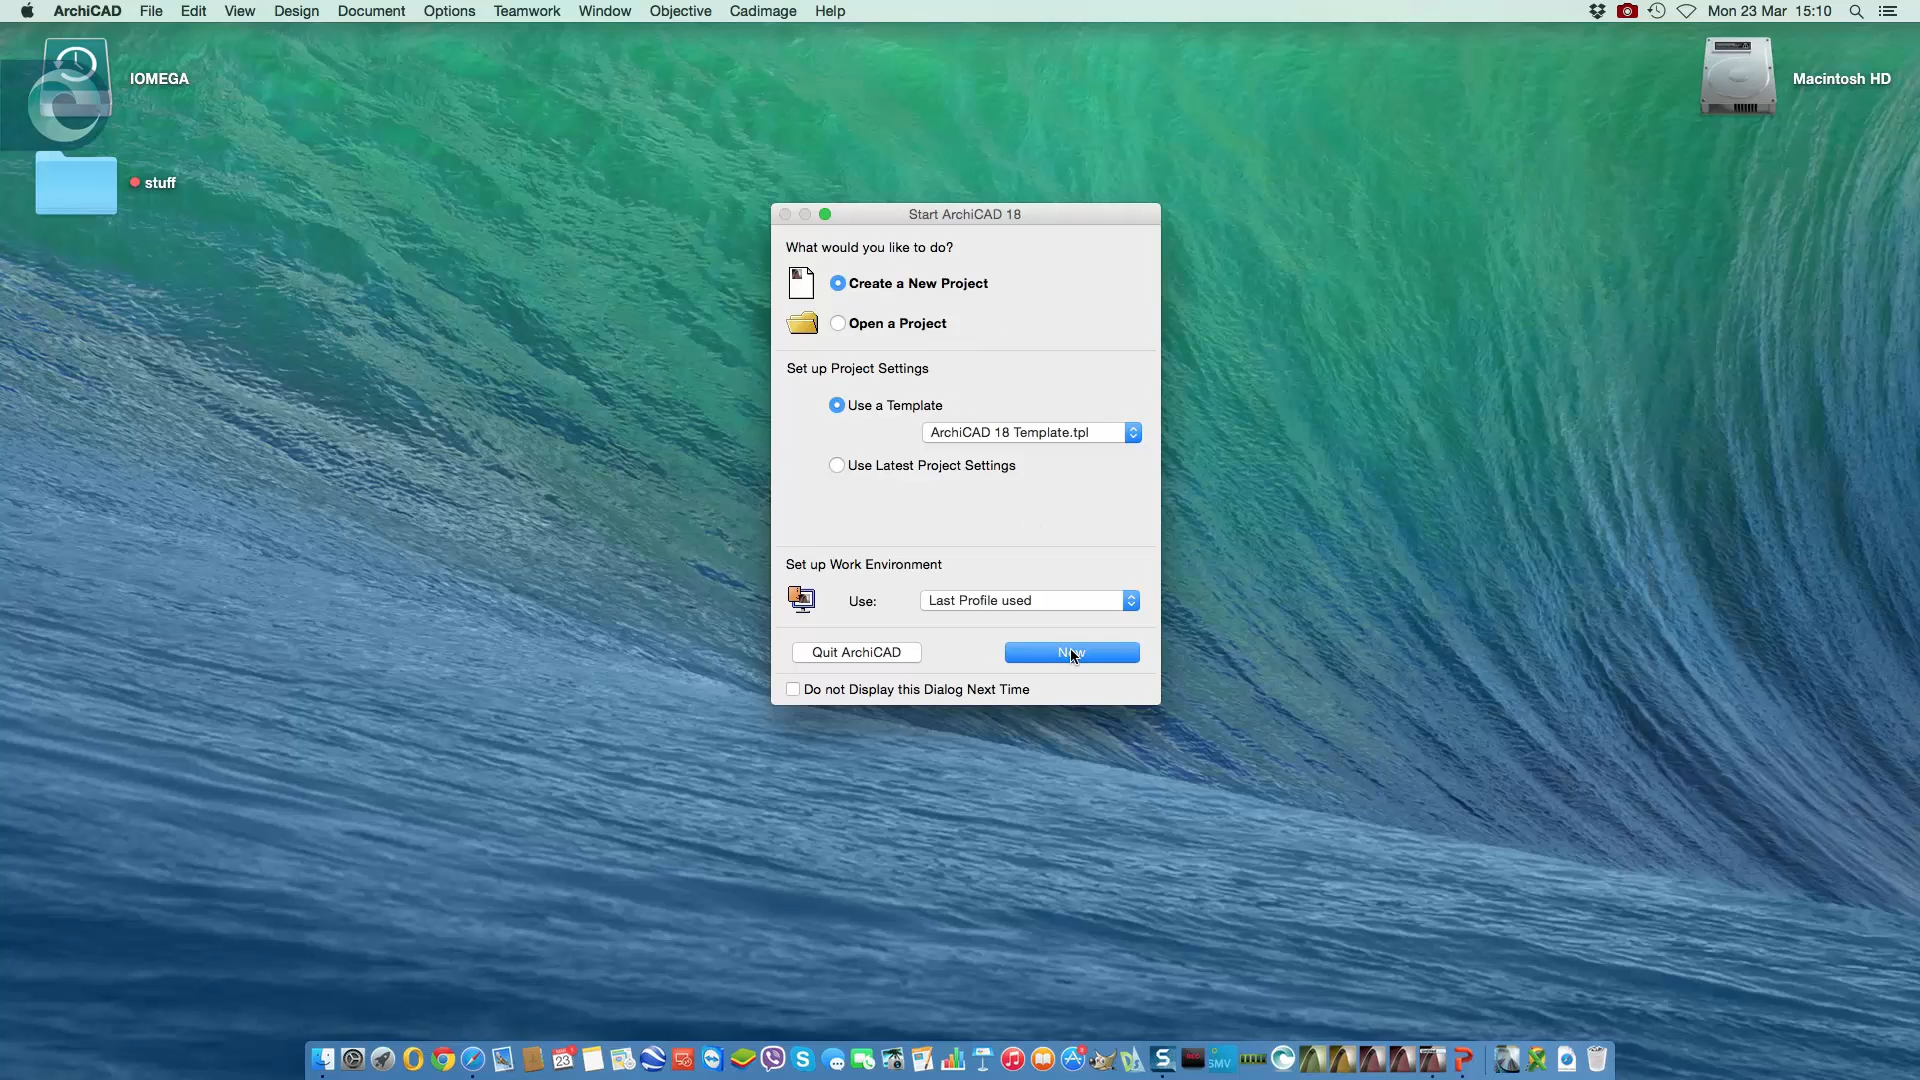 ArchiCAD File Edit View Design Document Options Teamwork Window Objective Cadimage Help
Mon 23 Mar 15:10
IOMEGA
Macintosh HD
stuff
Start ArchiCAD 18
What would you like to do?
Create a New Project
Open a Project
Set up Project Settings
Use a Template
ArchiCAD 18 Template.tpl
Use Latest Project Settings
Set up Work Environment
Use:
Last Profile used
Quit ArchiCAD
New
Do not Display this Dialog Next Time
23
SMV